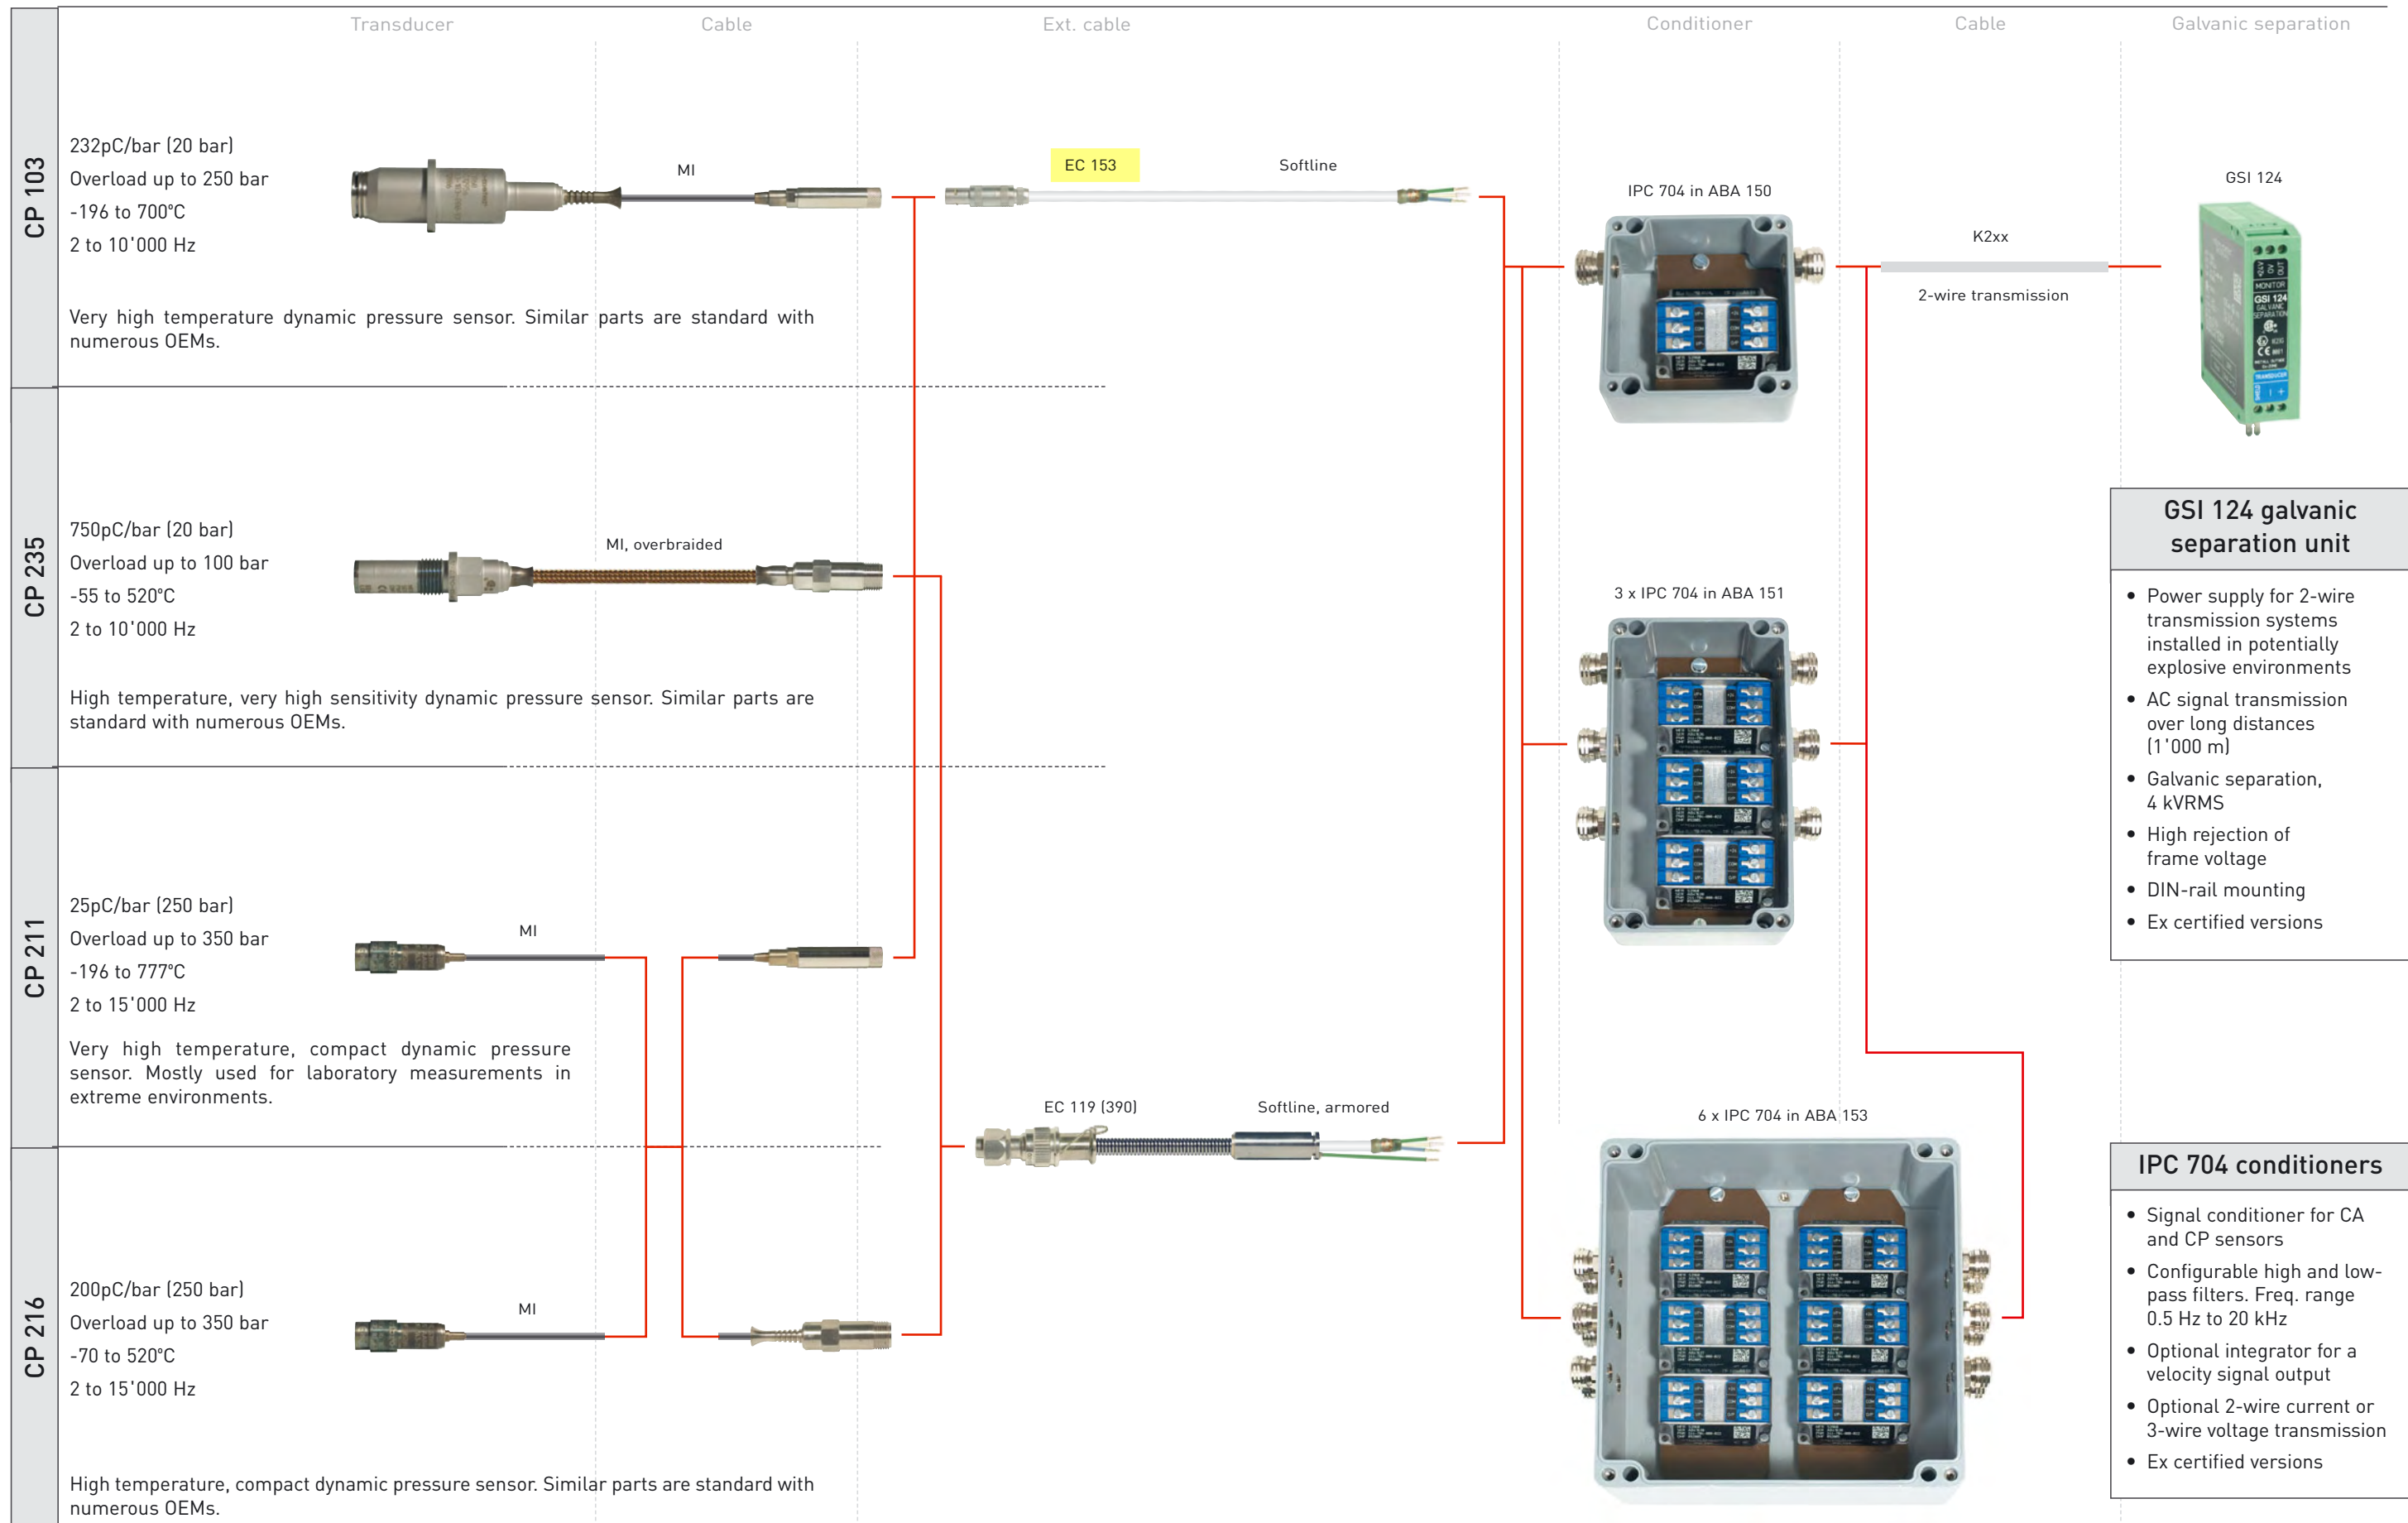 Transducer
Cable
Ext. cable
Conditioner
Cable
Galvanic separation
CP 103
232pC/bar (20 bar)
Overload up to 250 bar
-196 to 700°C
2 to 10'000 Hz
MI
EC 153
Softline
IPC 704 in ABA 150
K2xx
2-wire transmission
GSI 124
+24V
0V
OUT
MONITOR
GSI 124
GALVANIC
SEPARATION
TRANSDUCER
Very high temperature dynamic pressure sensor. Similar parts are standard with
numerous OEMs.
CP 235
750pC/bar (20 bar)
Overload up to 100 bar
-55 to 520°C
2 to 10'000 Hz
MI, overbraided
3 x IPC 704 in ABA 151
High temperature, very high sensitivity dynamic pressure sensor. Similar parts are
standard with numerous OEMs.
GSI 124 galvanic
separation unit
• Power supply for 2-wire
transmission systems
installed in potentially
explosive environments
• AC signal transmission
over long distances
(1'000 m)
• Galvanic separation,
4 kVRMS
• High rejection of
frame voltage
• DIN-rail mounting
• Ex certified versions
CP 211
25pC/bar (250 bar)
Overload up to 350 bar
-196 to 777°C
2 to 15'000 Hz
MI
Very high temperature, compact dynamic pressure
sensor. Mostly used for laboratory measurements in
extreme environments.
EC 119 (390)
Softline, armored
6 x IPC 704 in ABA 153
CP 216
200pC/bar (250 bar)
Overload up to 350 bar
-70 to 520°C
2 to 15'000 Hz
MI
High temperature, compact dynamic pressure sensor. Similar parts are standard with
numerous OEMs.
IPC 704 conditioners
• Signal conditioner for CA
and CP sensors
• Configurable high and low-
pass filters. Freq. range
0.5 Hz to 20 kHz
• Optional integrator for a
velocity signal output
• Optional 2-wire current or
3-wire voltage transmission
• Ex certified versions